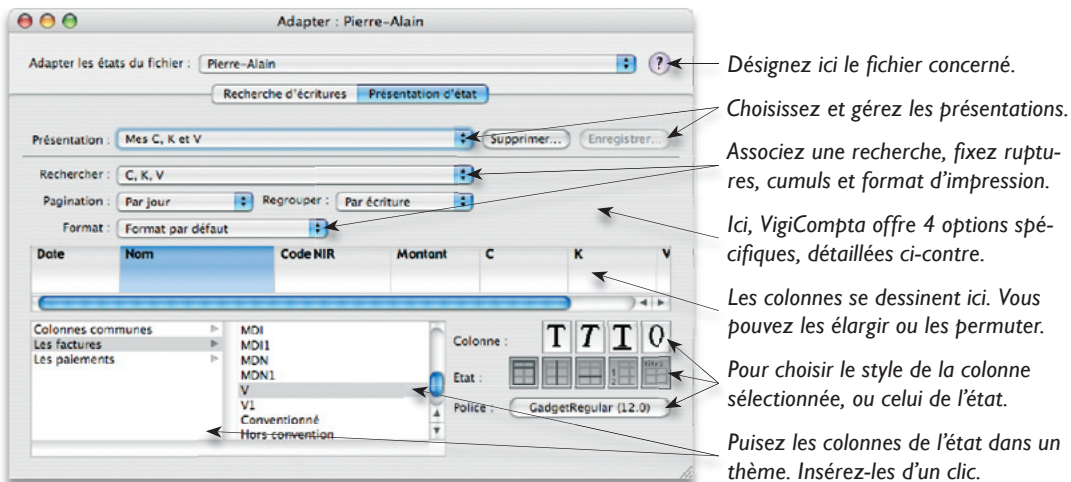 Adapter : Pierre-Alain
Adapter les états du fichier : Pierre-Alain ?
Désignez ici le fichier concerné.
Recherche d'écritures Présentation d'état
Choisissez et gérez les présentations.
Présentation : Mes C, K et V Supprimer... Enregistrer...
Associez une recherche, fixez ruptu-
res, cumuls et format d'impression.
Rechercher : C, K, V
Pagination : Par jour Regrouper : Par écriture
Format : Format par défaut
Ici, VigiCompta offre 4 options spé-
cifiques, détaillées ci-contre.
Date Nom Code NIR Montant C K V
Les colonnes se dessinent ici. Vous
pouvez les élargir ou les permuter.
Colonnes communes
Les factures
Les paiements
MDI
MDI1
MDN
MDN1
V
V1
Conventionné
Hors convention
Colonne : T T T 0
Etat :
Police : GadgetRegular (12.0)
Pour choisir le style de la colonne
sélectionnée, ou celui de l'état.
Puisez les colonnes de l'état dans un
thème. Insérez-les d'un clic.